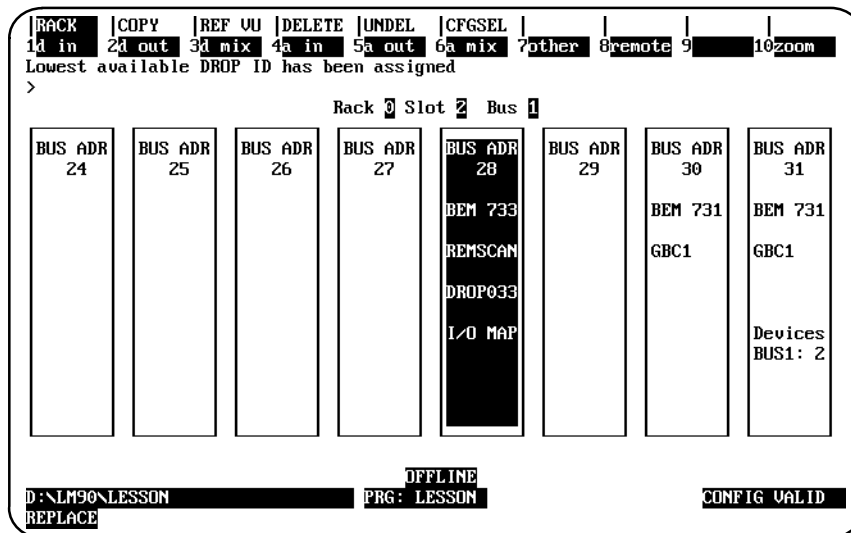 RACK COPY REF VU DELETE UNDEL CFGSEL
1d in 2d out 3d mix 4a in 5a out 6a mix 7other 8remote 9 10zoom
Lowest available DROP ID has been assigned
>
Rack 0 Slot 2 Bus 1
BUS ADR BUS ADR BUS ADR BUS ADR BUS ADR BUS ADR BUS ADR BUS ADR
24 25 26 27 28 29 30 31
BEM 733 BEM 731 BEM 731
REMSCAN GBC1 GBC1
DROP033
I/O MAP Devices
BUS1: 2
OFFLINE
D:\LM90\LESSON PRG: LESSON CONFIG VALID
REPLACE